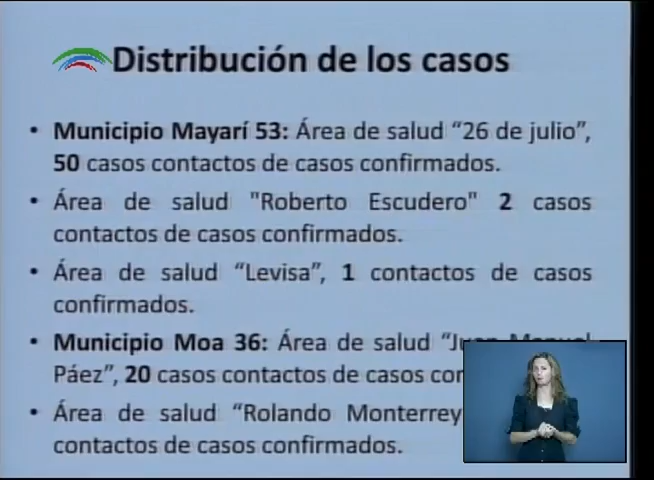 Distribución de los casos
• Municipio Mayarí 53: Área de salud “26 de julio”,
50 casos contactos de casos confirmados.
• Área de salud "Roberto Escudero" 2 casos
contactos de casos confirmados.
• Área de salud “Levisa”, 1 contactos de casos
confirmados.
• Municipio Moa 36: Área de salud
Páez”, 20 casos contactos de casos
• Área de salud “Rolando Monterrey
contactos de casos confirmados.